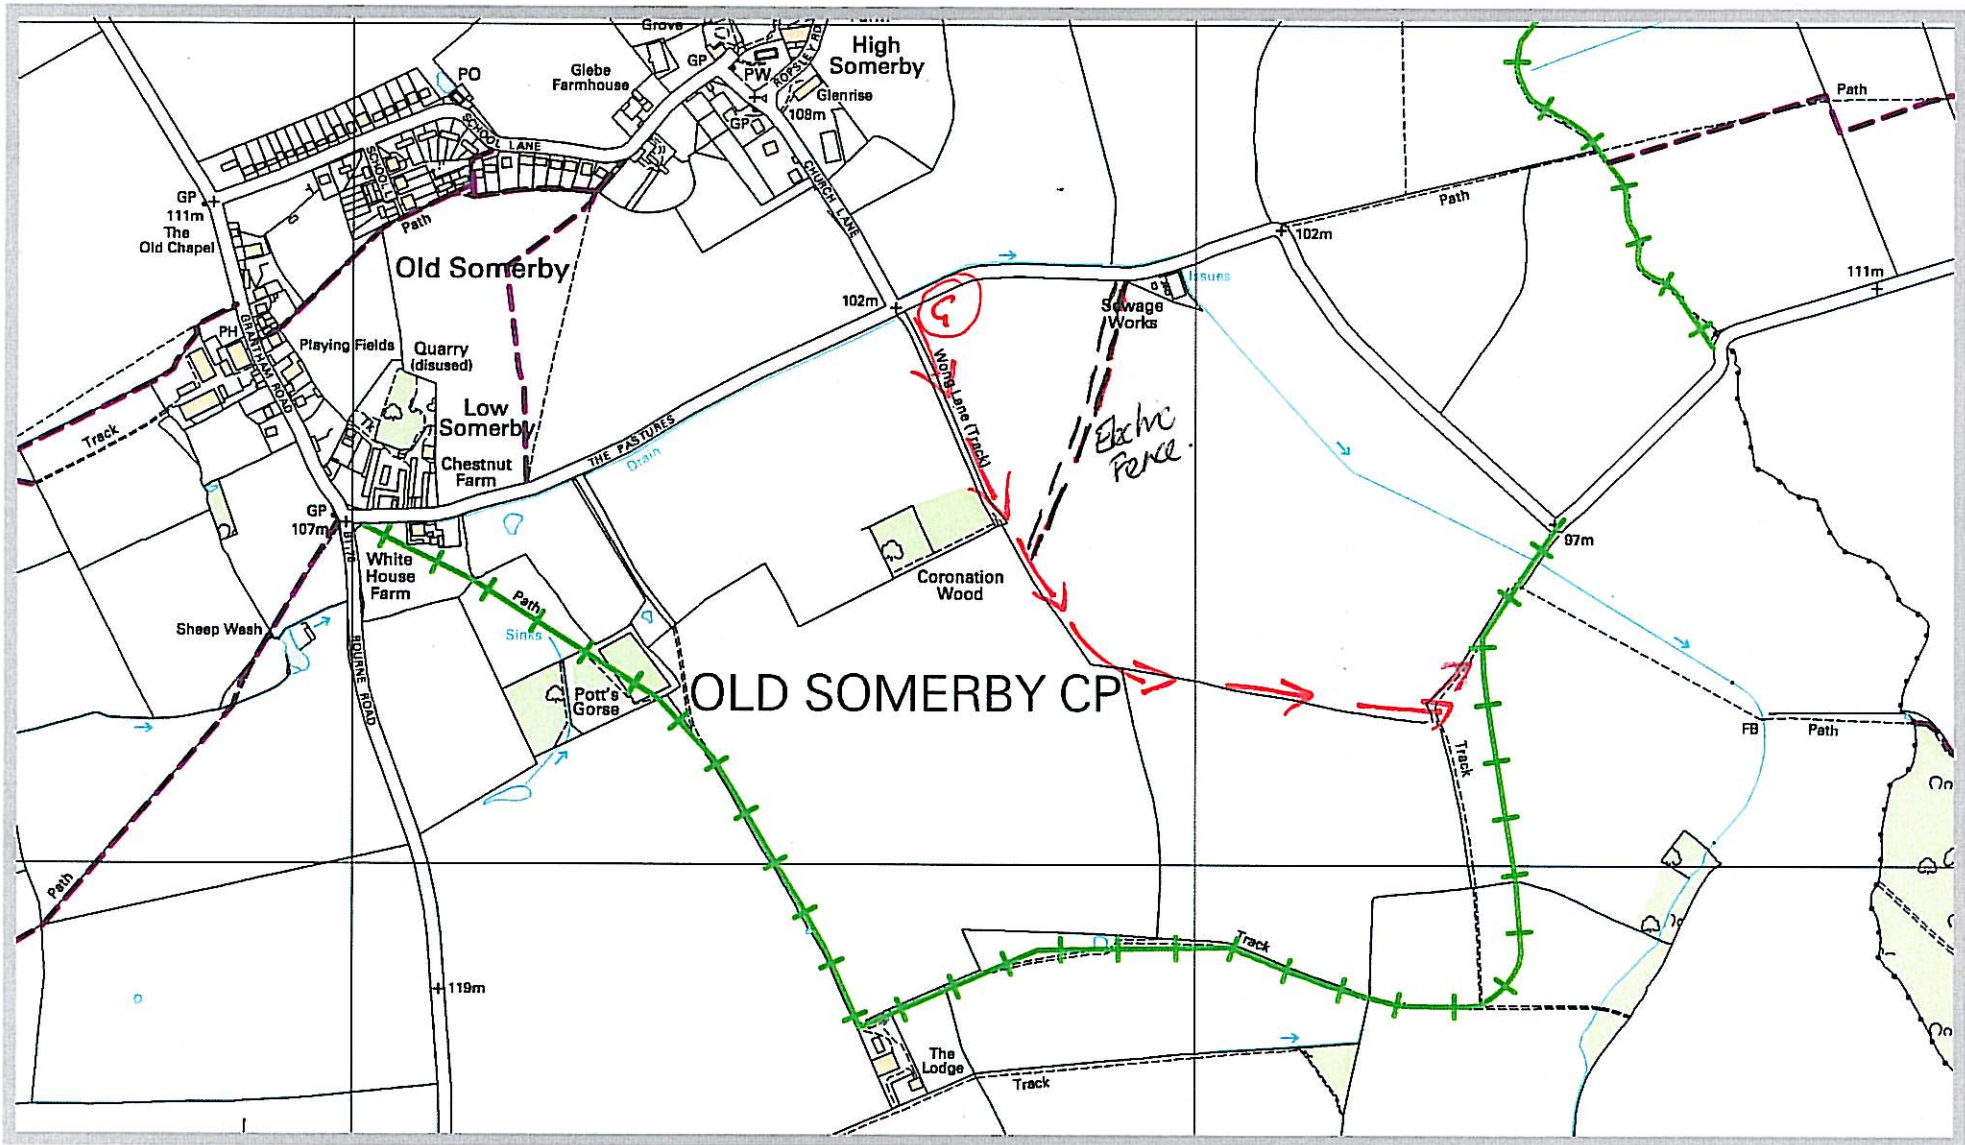 Grove
Farm
High
Somerby
PO
GP
PW
ROPSLEY RD
Glebe
Farmhouse
Glenrise
108m
GP
SCHOOL LANE
SCHOOL L
CHURCH LANE
Path
Path
GP
111m
The
Old Chapel
Path
Old Somerby
102m
Issues
111m
102m
G
Sewage
Works
PH
GRANTHAM ROAD
Playing Fields
Quarry
(disused)
Wong Lane (Track)
Low
Somerby
Tk
Electric
Fence.
Track
THE PASTURES
Drain
Chestnut
Farm
GP
107m
B1176
97m
White
House
Farm
Coronation
Wood
Path
Sheep Wash
Sinks
BOURNE ROAD
Pott's
Gorse
OLD SOMERBY CP
Track
FB
Path
Path
Track
119m
The
Lodge
Track